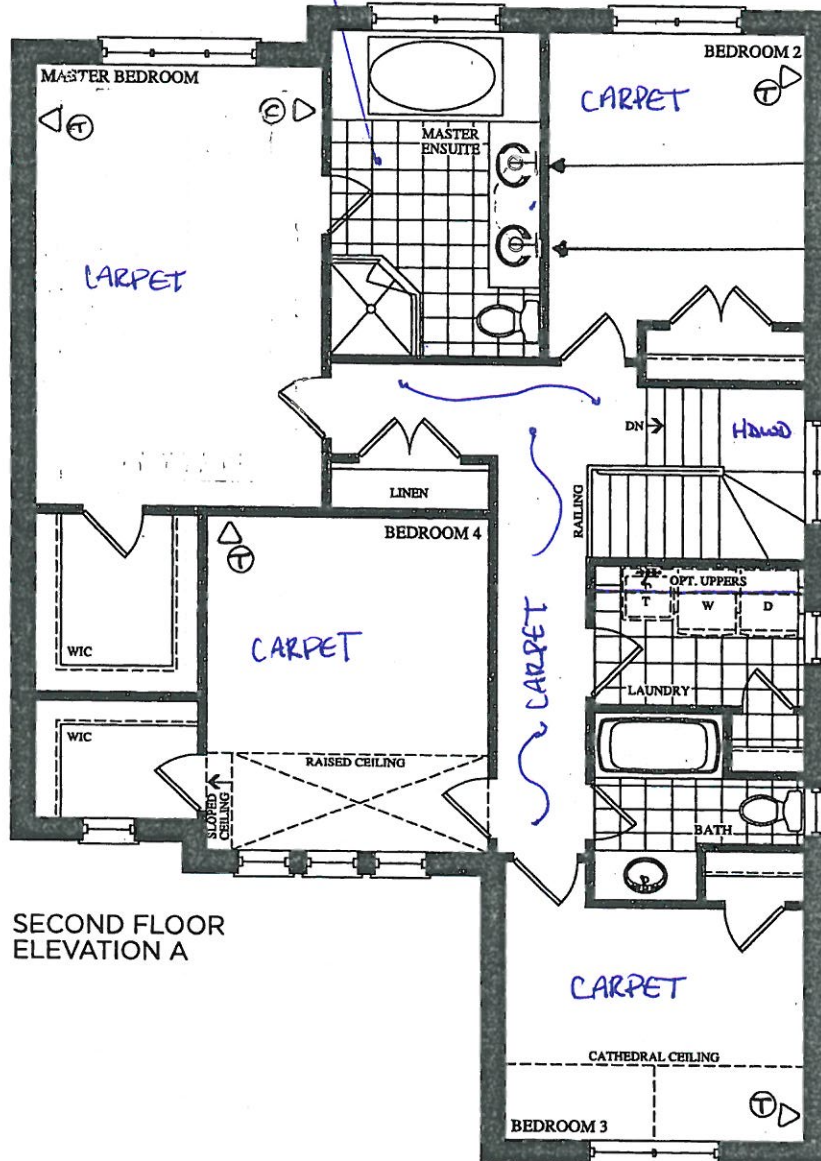 BEDROOM 2
MASTER BEDROOM
CARPET
T
T
C
MASTER
ENSUITE
CARPET
DN
HDWD
LINEN
RAILING
BEDROOM 4
T
OPT. UPPERS
T
W
D
CARPET
CARPET
WIC
LAUNDRY
WIC
RAISED CEILING
SLOPED
CEILING
BATH
SECOND FLOOR
ELEVATION A
CARPET
CATHEDRAL CEILING
T
BEDROOM 3